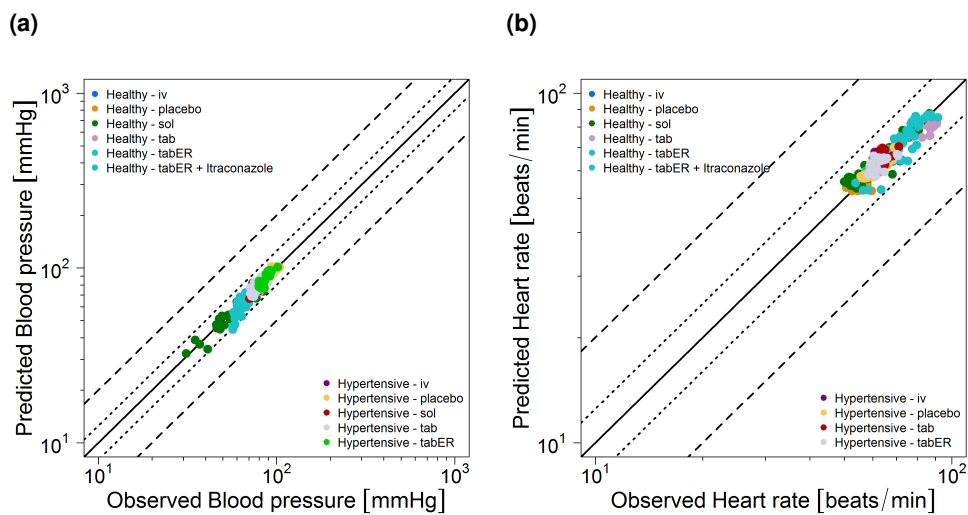 (a)
Predicted Blood pressure [mmHg]
10³
10²
10¹
Healthy - iv
Healthy - placebo
Healthy - sol
Healthy - tab
Healthy - tabER
Healthy - tabER + Itraconazole
Hypertensive - iv
Hypertensive - placebo
Hypertensive - sol
Hypertensive - tab
Hypertensive - tabER
10¹ 10² 10³
Observed Blood pressure [mmHg]
(b)
Predicted Heart rate [beats/min]
10²
10¹
Healthy - iv
Healthy - placebo
Healthy - sol
Healthy - tab
Healthy - tabER
Healthy - tabER + Itraconazole
Hypertensive - iv
Hypertensive - placebo
Hypertensive - tab
Hypertensive - tabER
10¹ 10²
Observed Heart rate [beats/min]